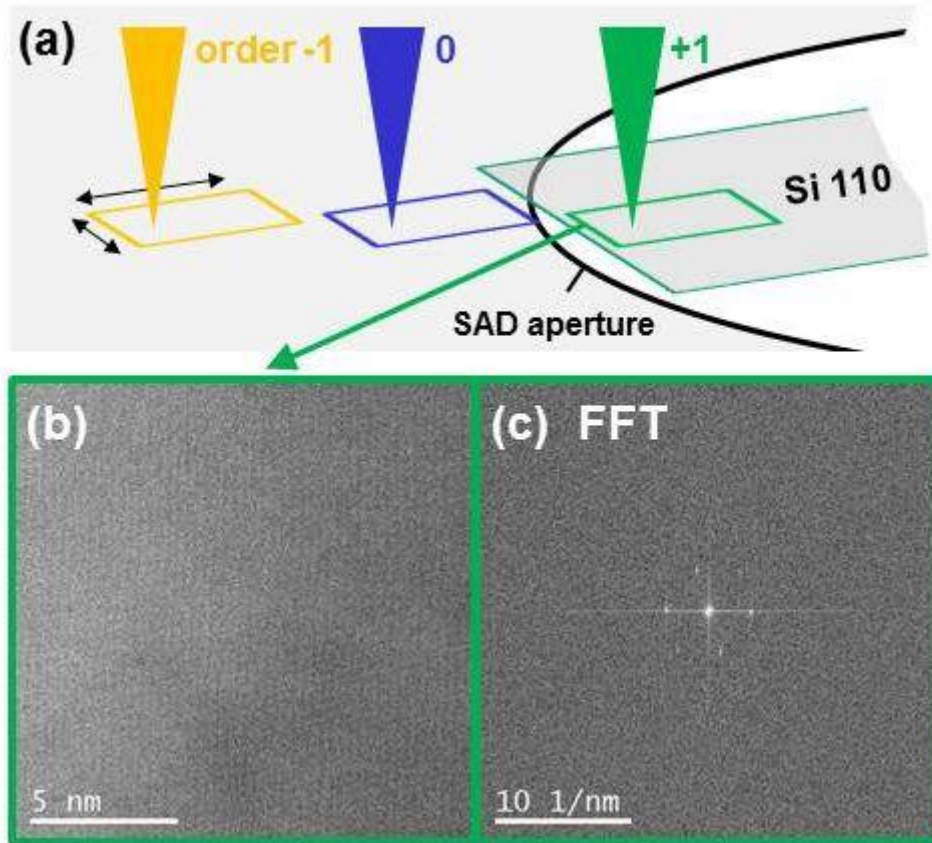 (a)
order -1
0
+1
Si 110
SAD aperture
(b)
(c) FFT
5 nm
10 1/nm